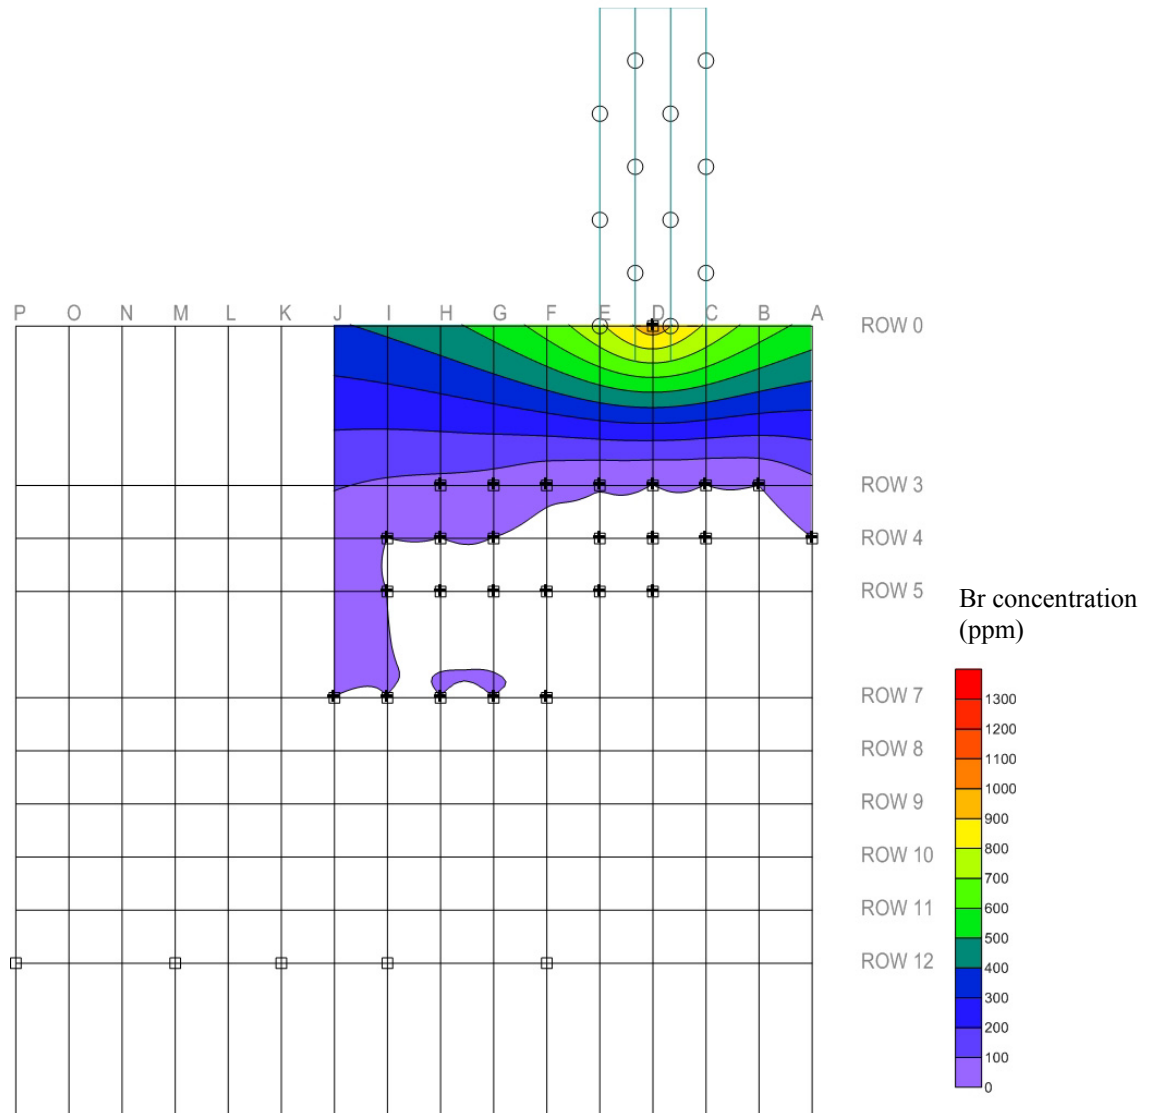 P O N M L K J I H G F E D C B A
ROW 0
ROW 3
ROW 4
ROW 5
ROW 7
ROW 8
ROW 9
ROW 10
ROW 11
ROW 12
Br concentration
(ppm)
1300
1200
1100
1000
900
800
700
600
500
400
300
200
100
0